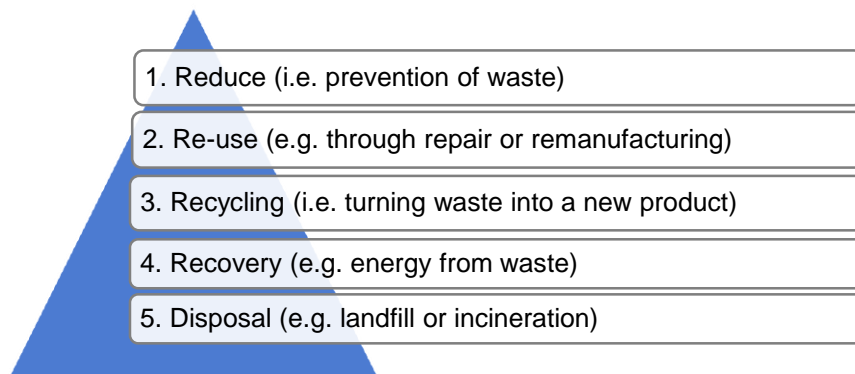 1. Reduce (i.e. prevention of waste)
2. Re-use (e.g. through repair or remanufacturing)
3. Recycling (i.e. turning waste into a new product)
4. Recovery (e.g. energy from waste)
5. Disposal (e.g. landfill or incineration)